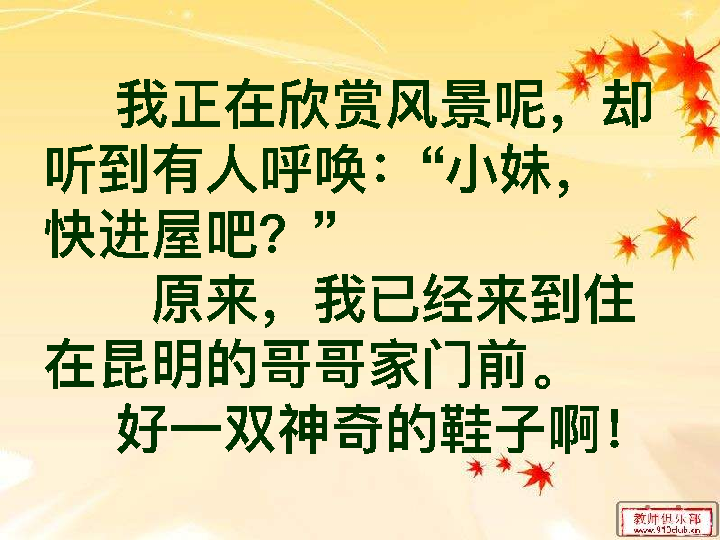 我正在欣赏风景呢，却
听到有人呼唤：“小妹，
快进屋吧？”
原来，我已经来到住
在昆明的哥哥家门前。
好一双神奇的鞋子啊！
教师俱乐部
www.910club.cn